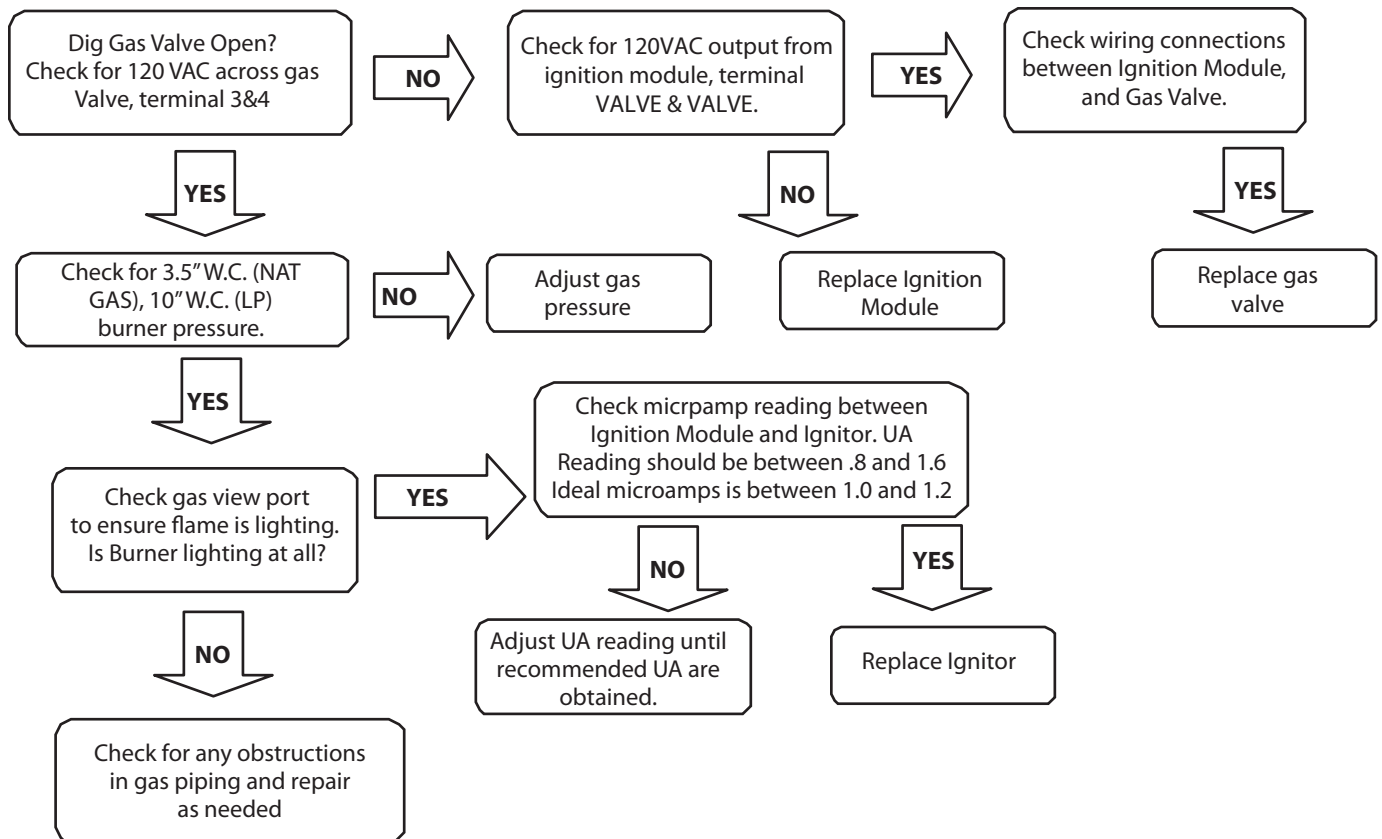 Dig Gas Valve Open?
Check for 120 VAC across gas
Valve, terminal 3&4
NO
Check for 120VAC output from
ignition module, terminal
VALVE & VALVE.
YES
Check wiring connections
between Ignition Module,
and Gas Valve.
YES
NO
YES
Check for 3.5” W.C. (NAT
GAS), 10” W.C. (LP)
burner pressure.
NO
Adjust gas
pressure
Replace Ignition
Module
Replace gas
valve
YES
Check gas view port
to ensure flame is lighting.
Is Burner lighting at all?
YES
Check micrpamp reading between
Ignition Module and Ignitor. UA
Reading should be between .8 and 1.6
Ideal microamps is between 1.0 and 1.2
NO
YES
NO
Adjust UA reading until
recommended UA are
obtained.
Replace Ignitor
Check for any obstructions
in gas piping and repair
as needed